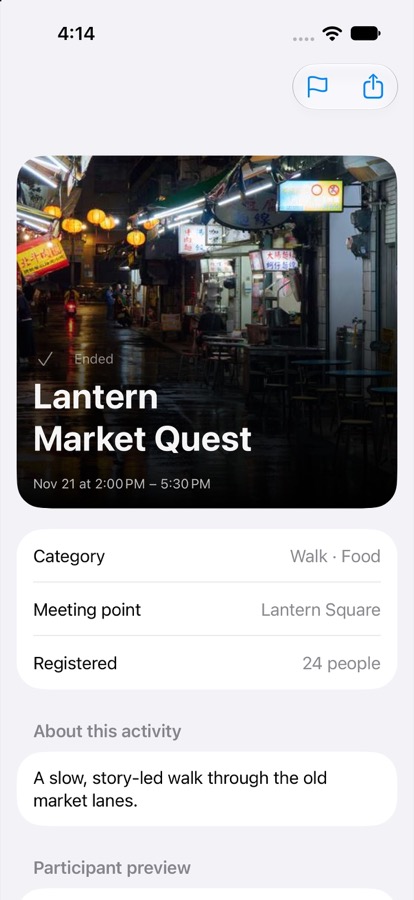 4:14
Ended
Lantern
Market Quest
Nov 21 at 2:00 PM – 5:30 PM
Category
Walk · Food
Meeting point
Lantern Square
Registered
24 people
About this activity
A slow, story-led walk through the old
market lanes.
Participant preview